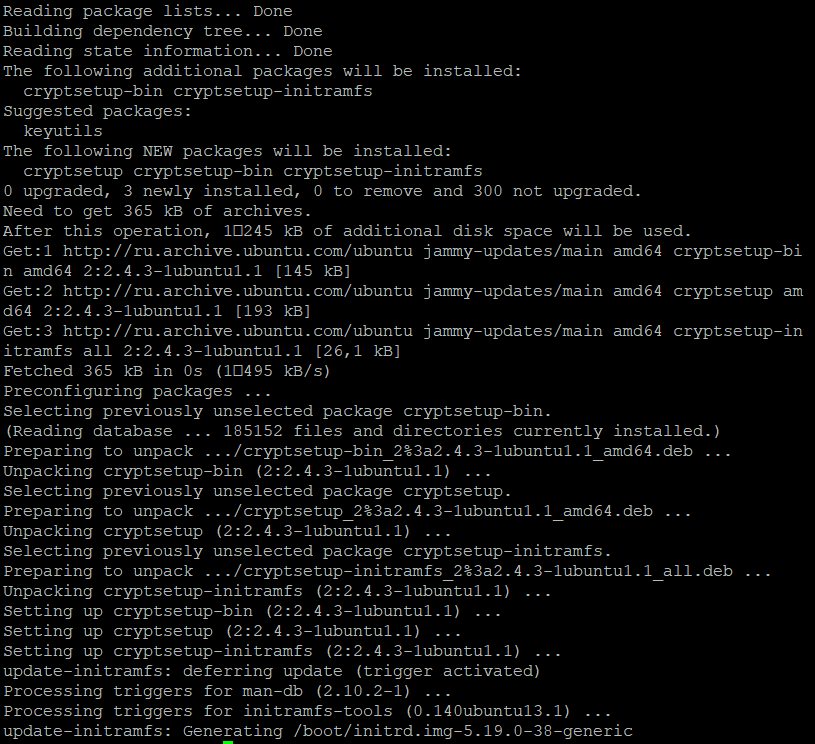 Reading package lists... Done
Building dependency tree... Done
Reading state information... Done
The following additional packages will be installed:
  cryptsetup-bin cryptsetup-initramfs
Suggested packages:
  keyutils
The following NEW packages will be installed:
  cryptsetup cryptsetup-bin cryptsetup-initramfs
0 upgraded, 3 newly installed, 0 to remove and 300 not upgraded.
Need to get 365 kB of archives.
After this operation, 1▯245 kB of additional disk space will be used.
Get:1 http://ru.archive.ubuntu.com/ubuntu jammy-updates/main amd64 cryptsetup-bi
n amd64 2:2.4.3-1ubuntu1.1 [145 kB]
Get:2 http://ru.archive.ubuntu.com/ubuntu jammy-updates/main amd64 cryptsetup am
d64 2:2.4.3-1ubuntu1.1 [193 kB]
Get:3 http://ru.archive.ubuntu.com/ubuntu jammy-updates/main amd64 cryptsetup-in
itramfs all 2:2.4.3-1ubuntu1.1 [26,1 kB]
Fetched 365 kB in 0s (1▯495 kB/s)
Preconfiguring packages ...
Selecting previously unselected package cryptsetup-bin.
(Reading database ... 185152 files and directories currently installed.)
Preparing to unpack .../cryptsetup-bin_2%3a2.4.3-1ubuntu1.1_amd64.deb ...
Unpacking cryptsetup-bin (2:2.4.3-1ubuntu1.1) ...
Selecting previously unselected package cryptsetup.
Preparing to unpack .../cryptsetup_2%3a2.4.3-1ubuntu1.1_amd64.deb ...
Unpacking cryptsetup (2:2.4.3-1ubuntu1.1) ...
Selecting previously unselected package cryptsetup-initramfs.
Preparing to unpack .../cryptsetup-initramfs_2%3a2.4.3-1ubuntu1.1_all.deb ...
Unpacking cryptsetup-initramfs (2:2.4.3-1ubuntu1.1) ...
Setting up cryptsetup-bin (2:2.4.3-1ubuntu1.1) ...
Setting up cryptsetup (2:2.4.3-1ubuntu1.1) ...
Setting up cryptsetup-initramfs (2:2.4.3-1ubuntu1.1) ...
update-initramfs: deferring update (trigger activated)
Processing triggers for man-db (2.10.2-1) ...
Processing triggers for initramfs-tools (0.140ubuntu13.1) ...
update-initramfs: Generating /boot/initrd.img-5.19.0-38-generic